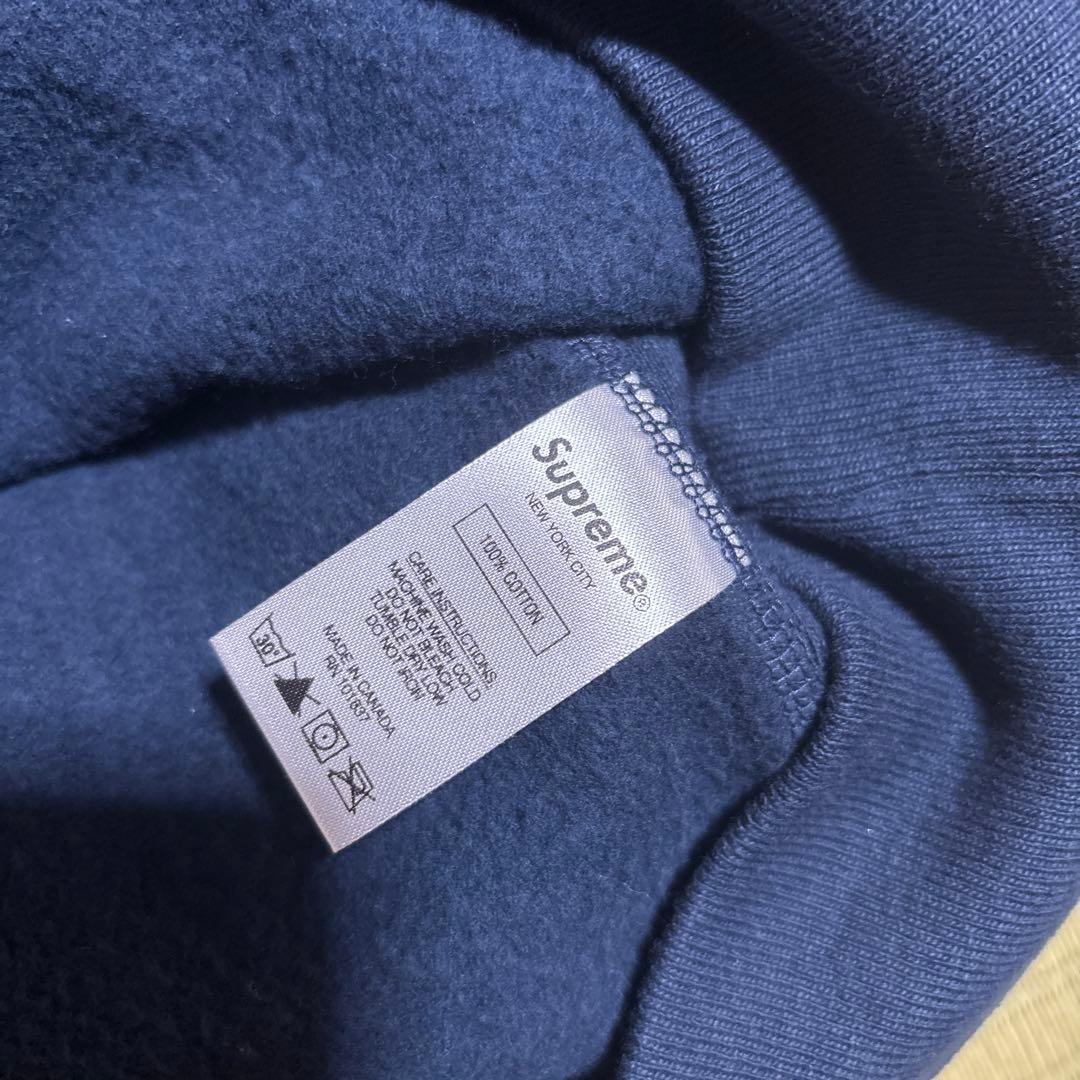 Supreme®
NEW YORK CITY
100% COTTON
CARE INSTRUCTIONS
MACHINE WASH COLD
DO NOT BLEACH
TUMBLE DRY LOW
DO NOT IRON
MADE IN CANADA
RN 101837
30°